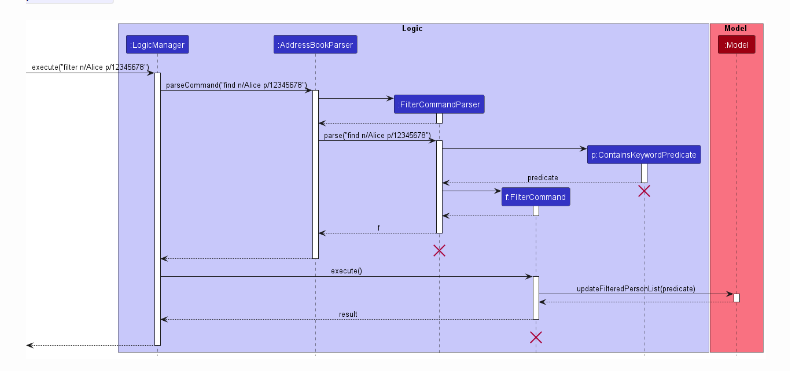 Logic
Model
:LogicManager
:AddressBookParser
:Model
execute("filter n/Alice p/12345678")
parseCommand("find n/Alice p/12345678")
:FilterCommandParser
parse("find n/Alice p/12345678")
p:ContainsKeywordPredicate
predicate
f:FilterCommand
f
execute()
updateFilteredPersonList(predicate)
result